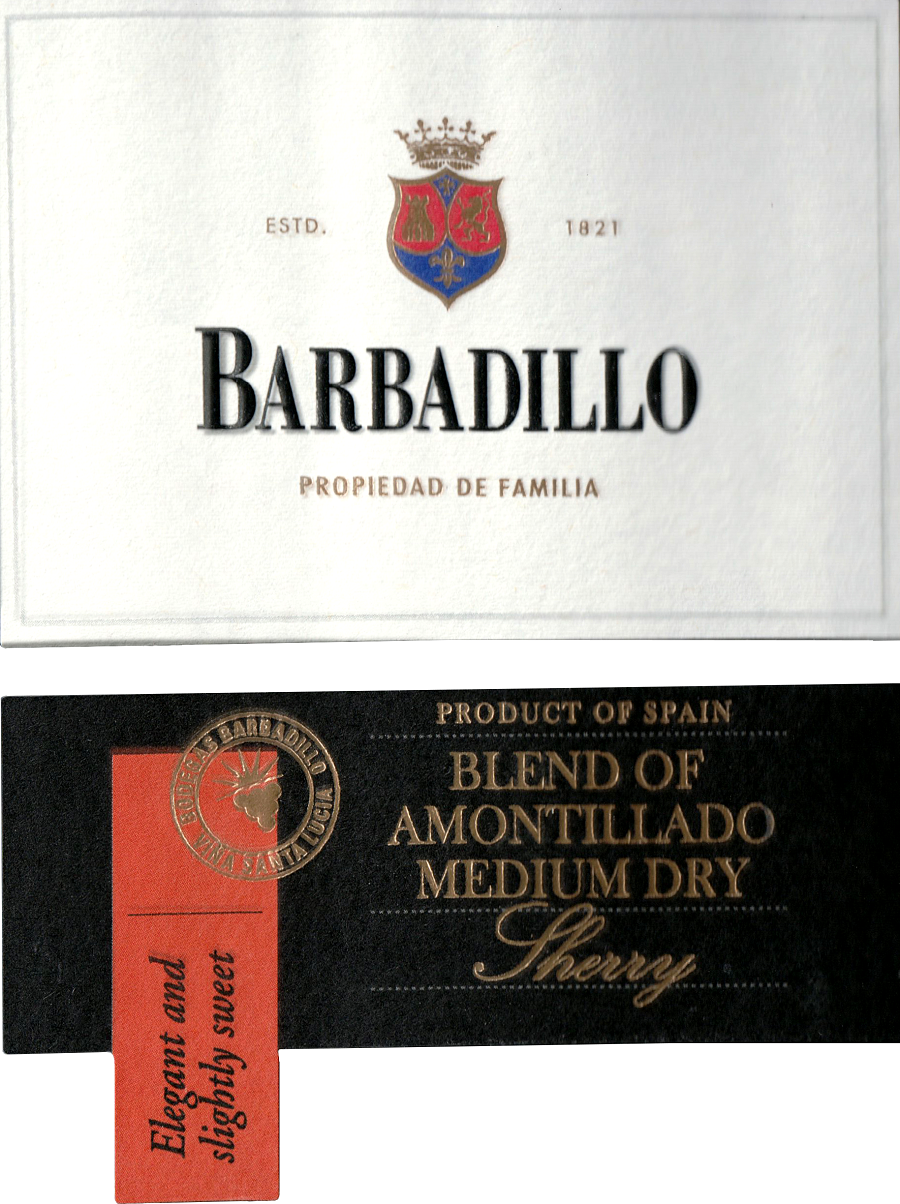 ESTD. 1821
BARBADILLO
PROPIEDAD DE FAMILIA
PRODUCT OF SPAIN
BODEGAS BARBADILLO
VIÑA SANTA LUCIA
BLEND OF
AMONTILLADO
MEDIUM DRY
Sherry
Elegant and
slightly sweet